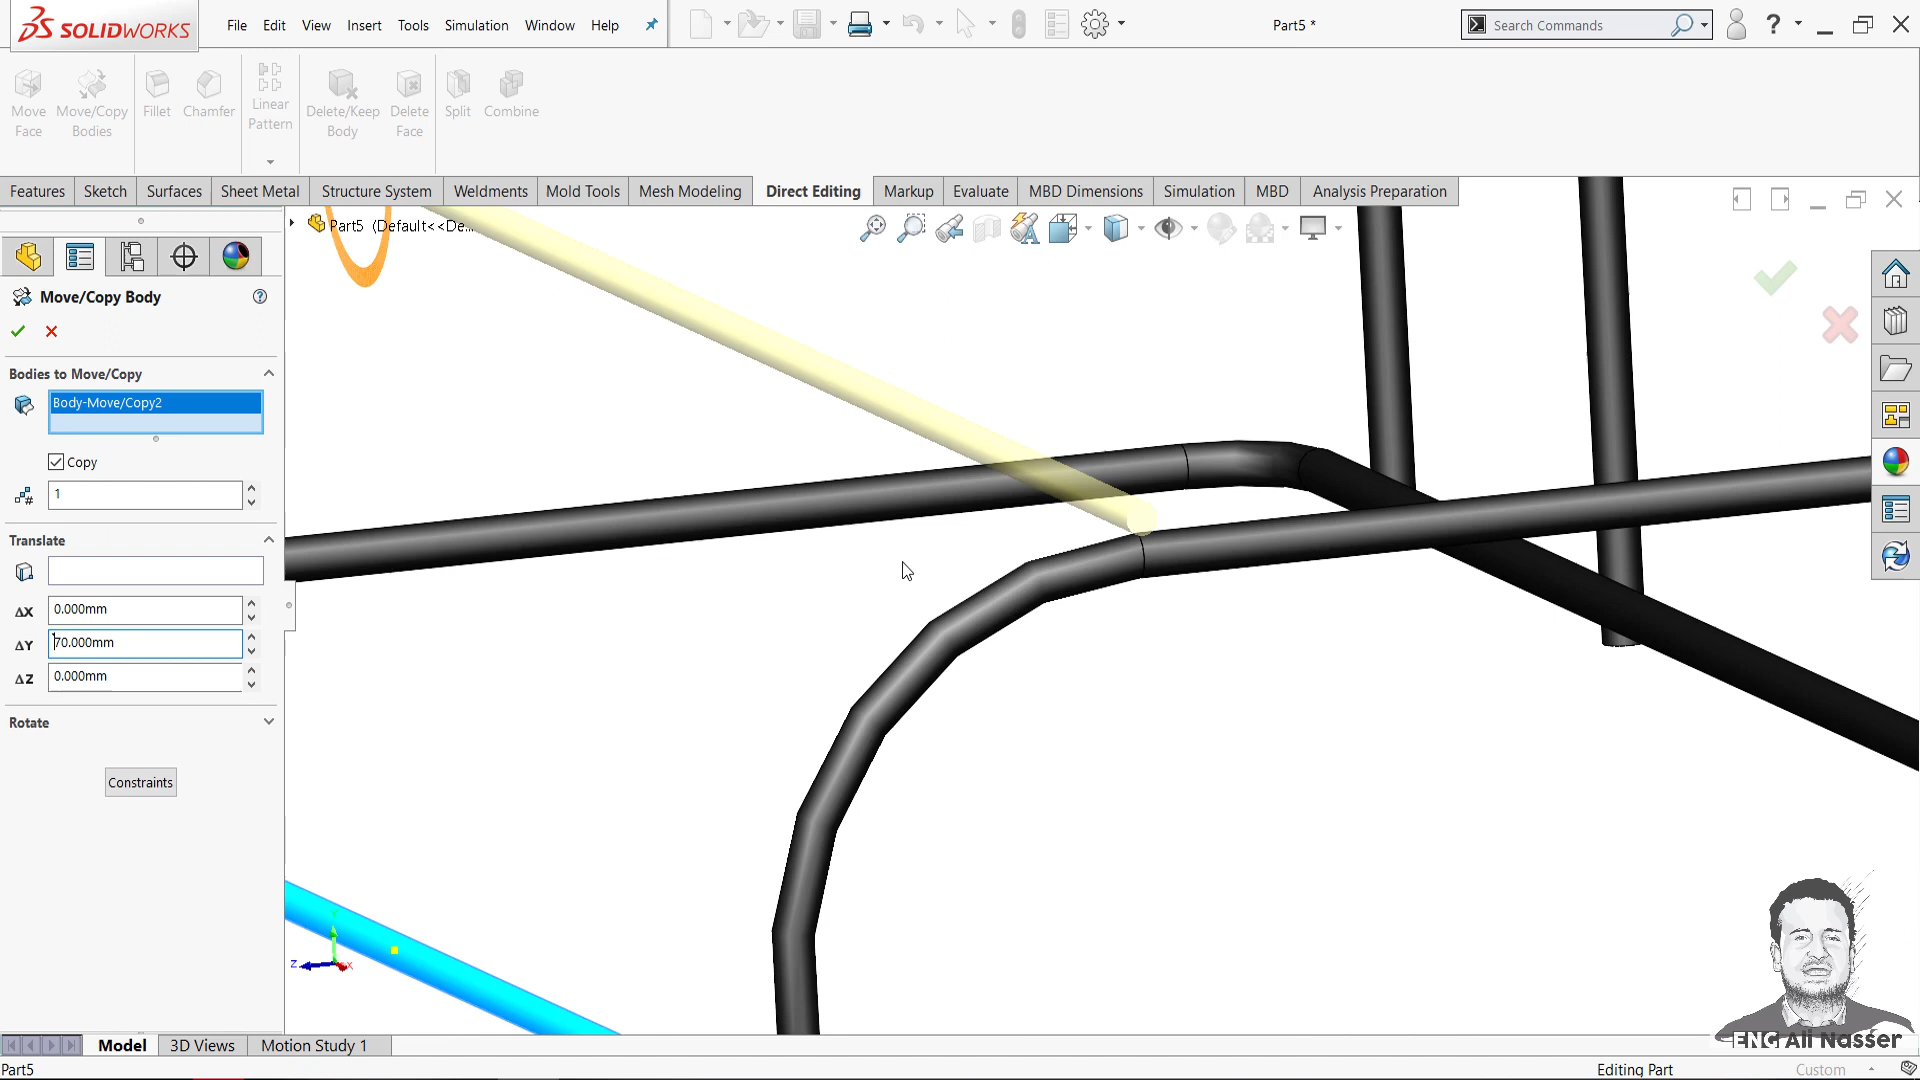 SOLIDWORKS
File Edit View Insert Tools Simulation Window Help
Part5 *
Search Commands
?
Move Face
Move/Copy Bodies
Fillet
Chamfer
Linear Pattern
Delete/Keep Body
Delete Face
Split
Combine
Features Sketch Surfaces Sheet Metal Structure System Weldments Mold Tools Mesh Modeling Direct Editing Markup Evaluate MBD Dimensions Simulation MBD Analysis Preparation
Part5 (Default<<De...
Move/Copy Body
Bodies to Move/Copy
Body-Move/Copy2
Copy
1
Translate
ΔX 0.000mm
ΔY 70.000mm
ΔZ 0.000mm
Rotate
Constraints
Y
Z
X
ENG Ali Nasser
Model 3D Views Motion Study 1
Part5
Editing Part
Custom